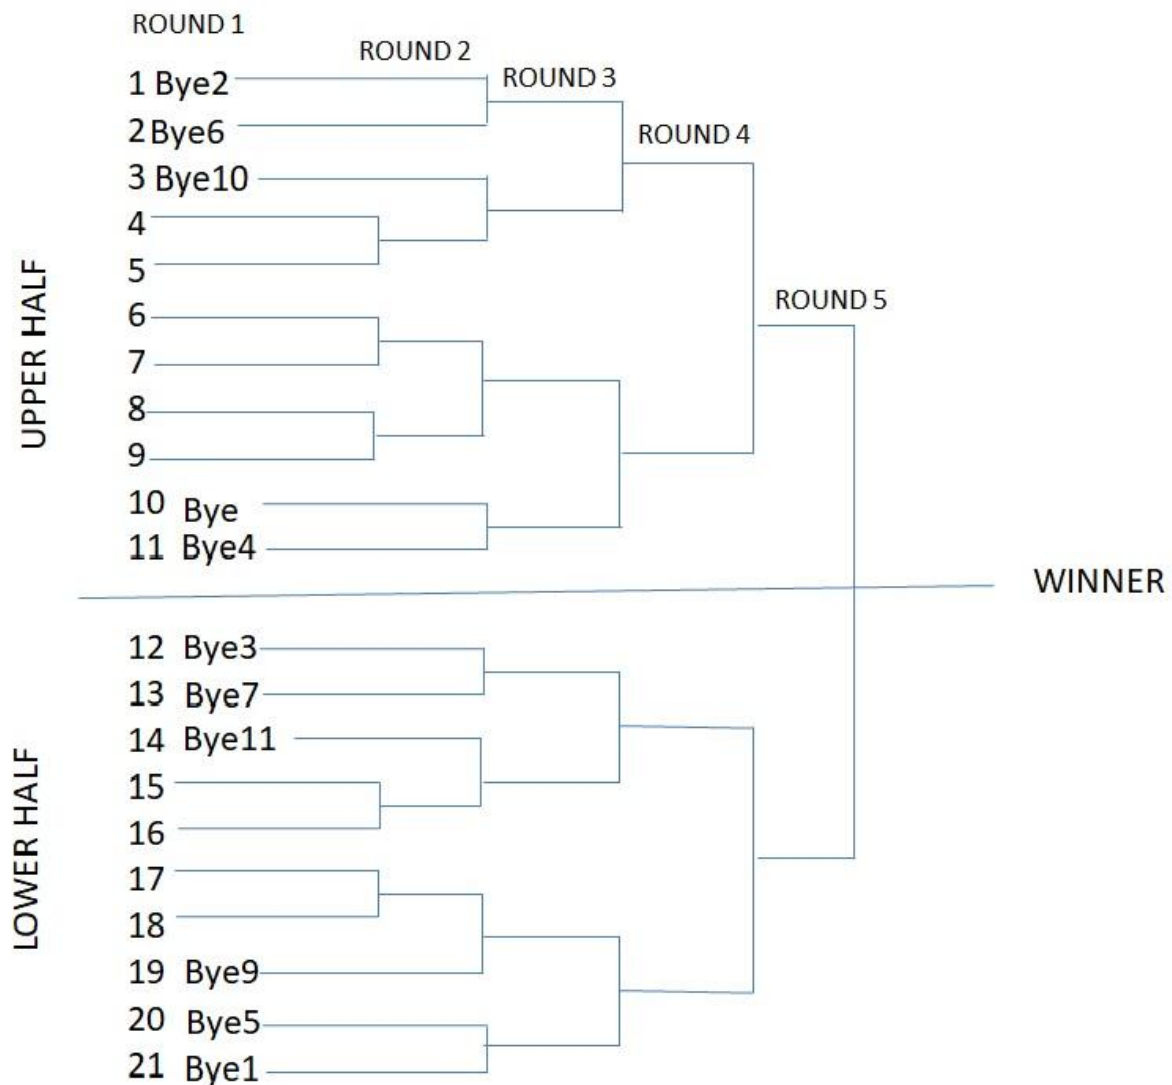 ROUND 1
ROUND 2
ROUND 3
ROUND 4
ROUND 5
UPPER HALF
1 Bye2
2 Bye6
3 Bye10
4
5
6
7
8
9
10 Bye
11 Bye4
WINNER
LOWER HALF
12 Bye3
13 Bye7
14 Bye11
15
16
17
18
19 Bye9
20 Bye5
21 Bye1